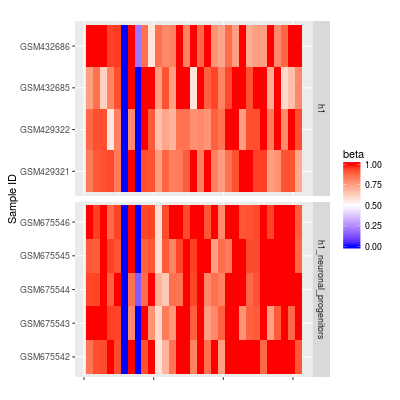 Sample ID
GSM432686
GSM432685
GSM429322
GSM429321
h1
GSM675546
GSM675545
GSM675544
GSM675543
GSM675542
h1_neuronal_progenitors
beta
1.00
0.75
0.50
0.25
0.00